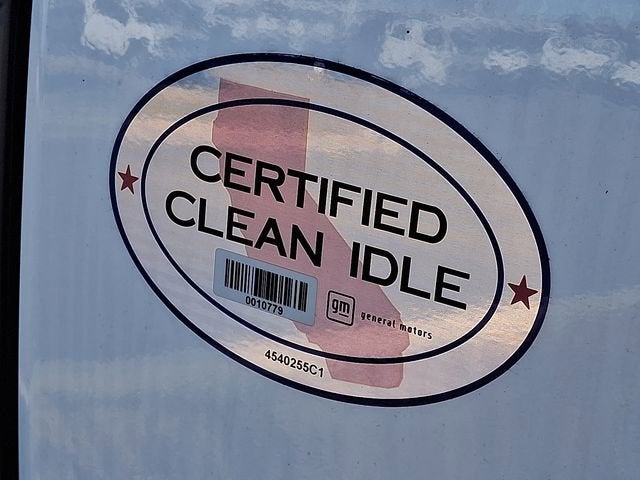 CERTIFIED
CLEAN IDLE
0010779
gm general motors
4540255C1